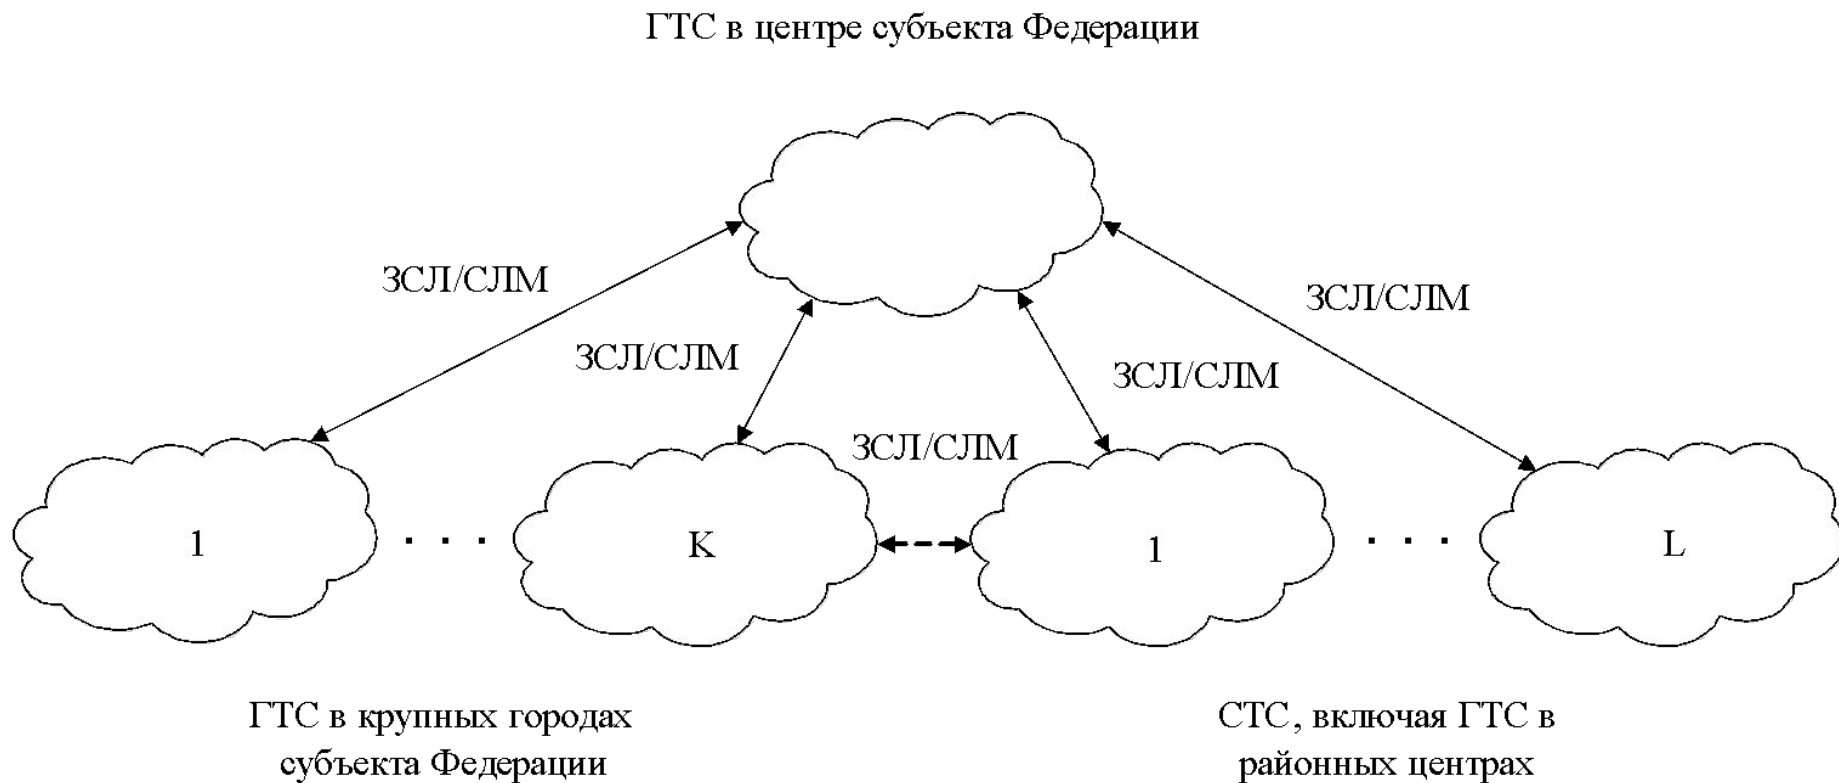 ГТС в центре субъекта Федерации
ЗСЛ/СЛМ
ЗСЛ/СЛМ
ЗСЛ/СЛМ
ЗСЛ/СЛМ
ЗСЛ/СЛМ
1
. . .
K
1
. . .
L
ГТС в крупных городах
субъекта Федерации
СТС, включая ГТС в
районных центрах